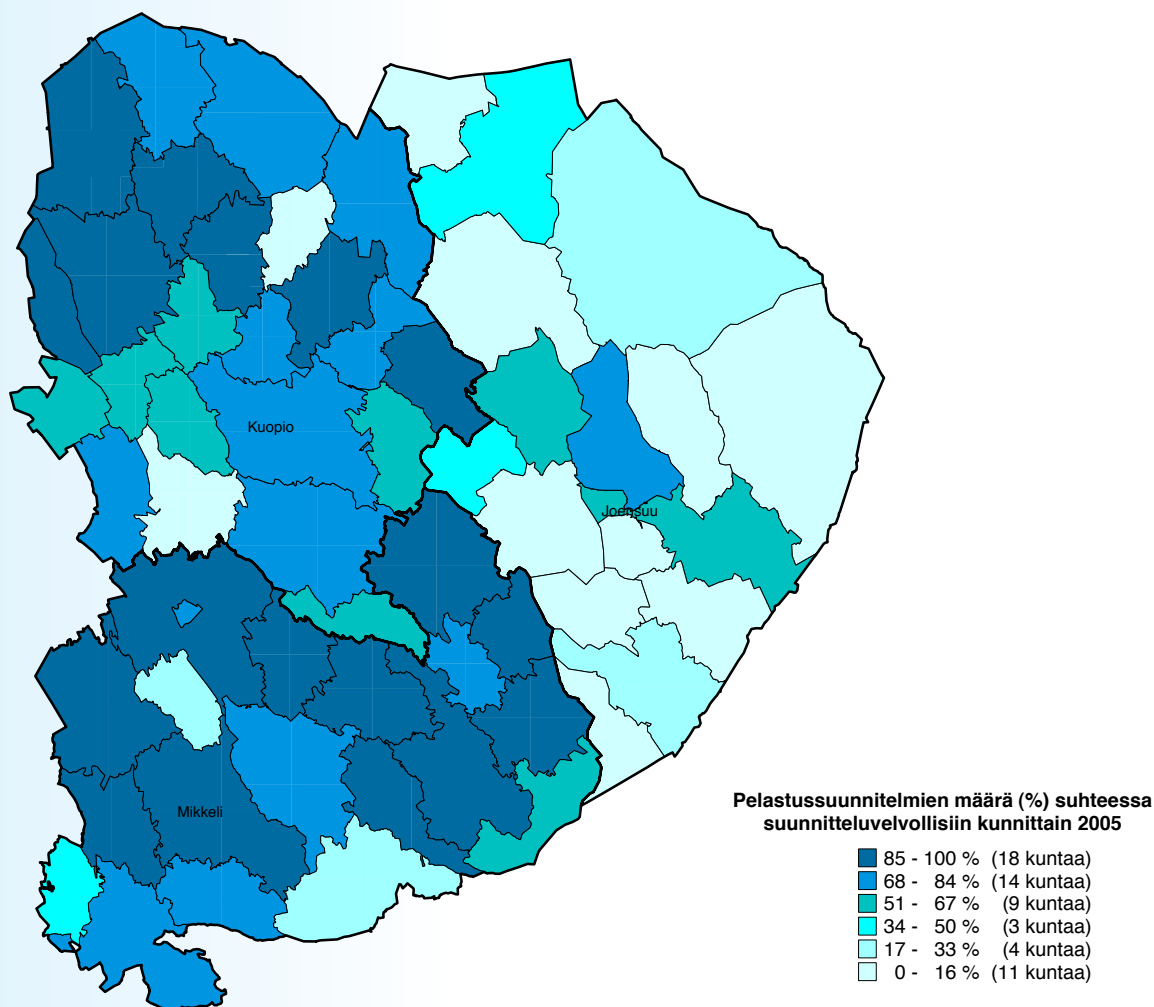 Kuopio
Joensuu
Mikkeli
Pelastussuunnitelmien määrä (%) suhteessa
suunnitteluvelvollisiin kunnittain 2005
85 - 100 % (18 kuntaa)
68 - 84 % (14 kuntaa)
51 - 67 % (9 kuntaa)
34 - 50 % (3 kuntaa)
17 - 33 % (4 kuntaa)
0 - 16 % (11 kuntaa)